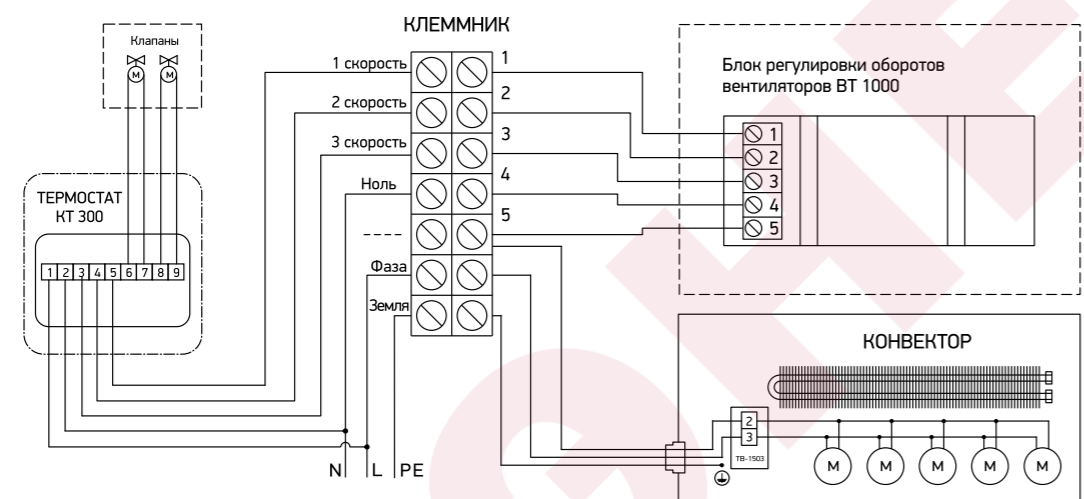 КЛЕММНИК
Клапаны
M M
ТЕРМОСТАТ
КТ 300
1 2 3 4 5 6 7 8 9
1 скорость
2 скорость
3 скорость
Ноль
----
Фаза
Земля
1
2
3
4
5
N L PE
Блок регулировки оборотов
вентиляторов ВТ 1000
1
2
3
4
5
КОНВЕКТОР
2
3
TB-1503
M M M M M